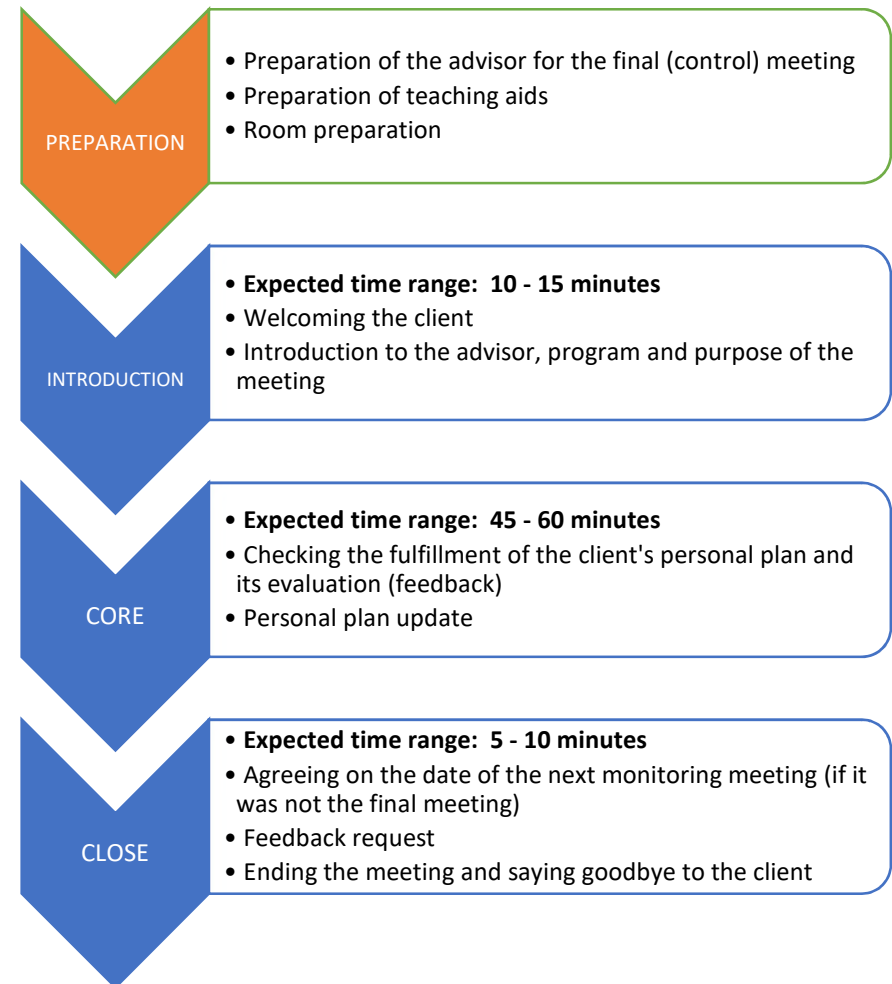 PREPARATION
• Preparation of the advisor for the final (control) meeting
• Preparation of teaching aids
• Room preparation
INTRODUCTION
• Expected time range:  10 - 15 minutes
• Welcoming the client
• Introduction to the advisor, program and purpose of the
meeting
CORE
• Expected time range:  45 - 60 minutes
• Checking the fulfillment of the client's personal plan and
its evaluation (feedback)
• Personal plan update
CLOSE
• Expected time range:  5 - 10 minutes
• Agreeing on the date of the next monitoring meeting (if it
was not the final meeting)
• Feedback request
• Ending the meeting and saying goodbye to the client